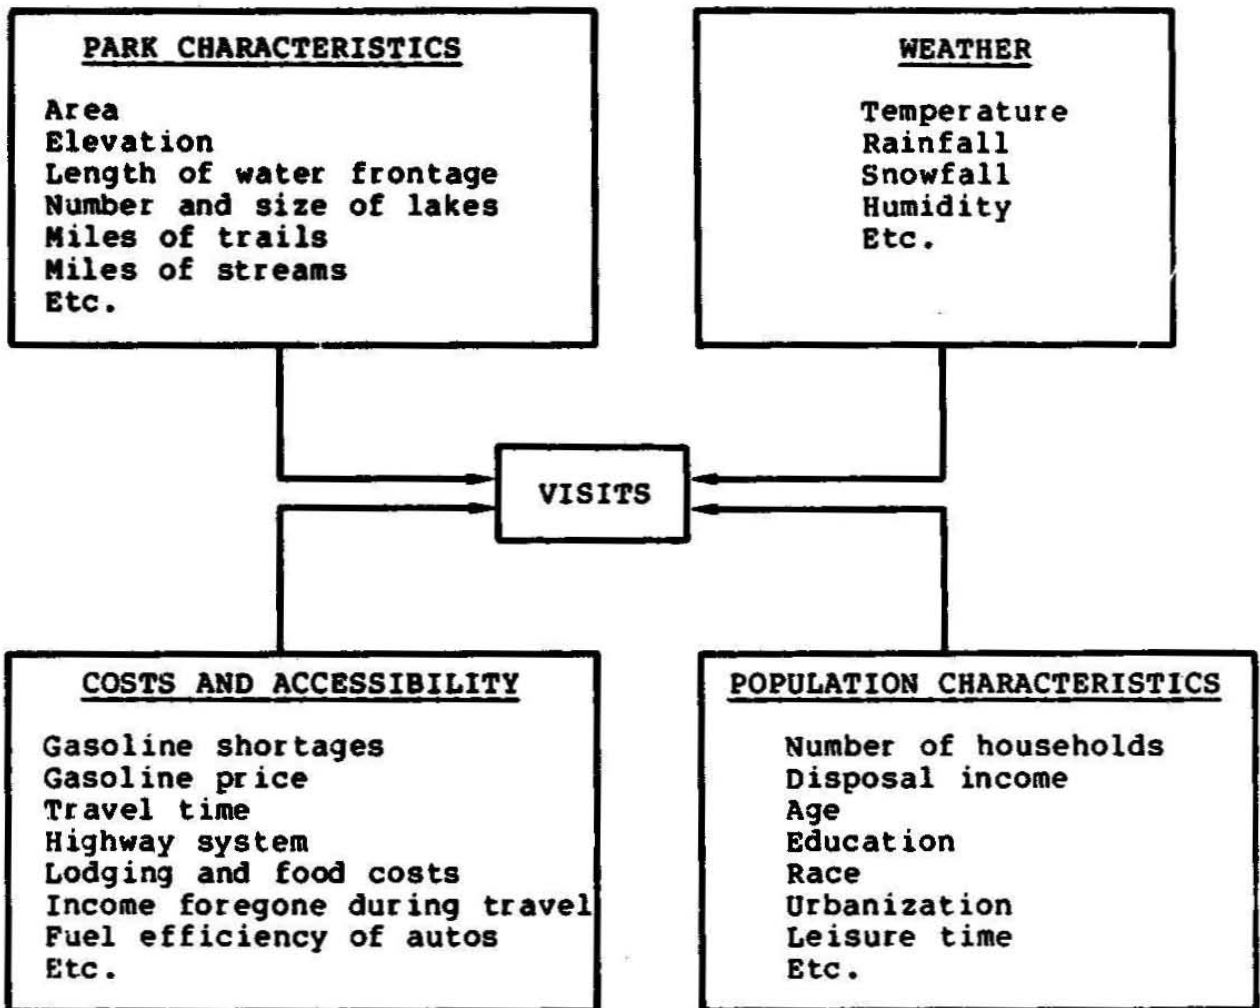 PARK CHARACTERISTICS
Area
Elevation
Length of water frontage
Number and size of lakes
Miles of trails
Miles of streams
Etc.
WEATHER
Temperature
Rainfall
Snowfall
Humidity
Etc.
VISITS
COSTS AND ACCESSIBILITY
Gasoline shortages
Gasoline price
Travel time
Highway system
Lodging and food costs
Income foregone during travel
Fuel efficiency of autos
Etc.
POPULATION CHARACTERISTICS
Number of households
Disposal income
Age
Education
Race
Urbanization
Leisure time
Etc.